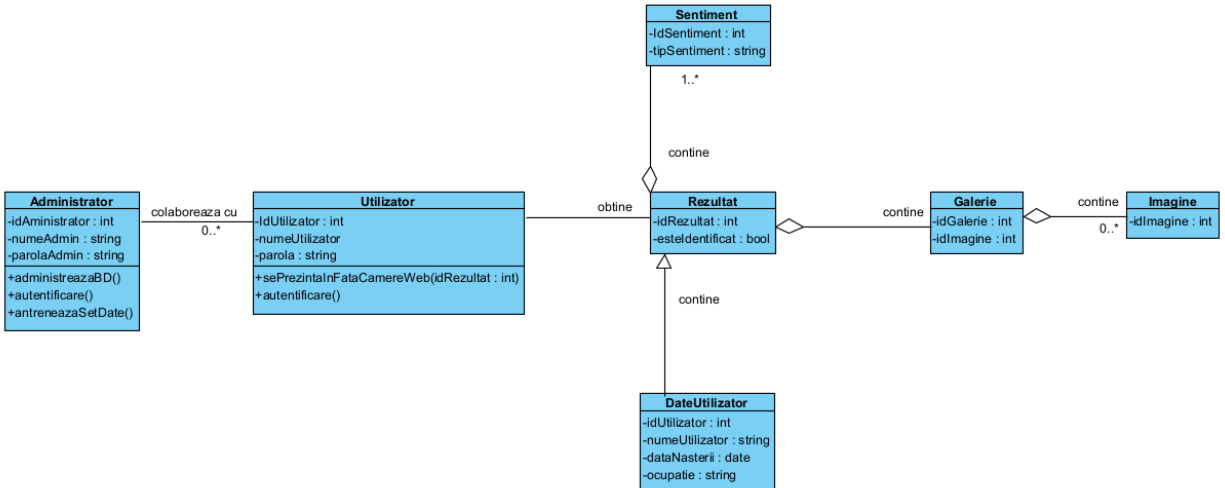 Sentiment
-IdSentiment : int
-tipSentiment : string
1..*
contine
Administrator
-idAministrator : int
-numeAdmin : string
-parolaAdmin : string
+administreazaBD()
+autentificare()
+antreneazaSetDate()
colaboreaza cu
0..*
Utilizator
-IdUtilizator : int
-numeUtilizator
-parola : string
+sePrezintaInFataCamereWeb(idRezultat : int)
+autentificare()
obtine
Rezultat
-idRezultat : int
-esteIdentificat : bool
contine
Galerie
-idGalerie : int
-idImagine : int
contine
0..*
Imagine
-idImagine : int
contine
DateUtilizator
-idUtilizator : int
-numeUtilizator : string
-dataNasterii : date
-ocupatie : string